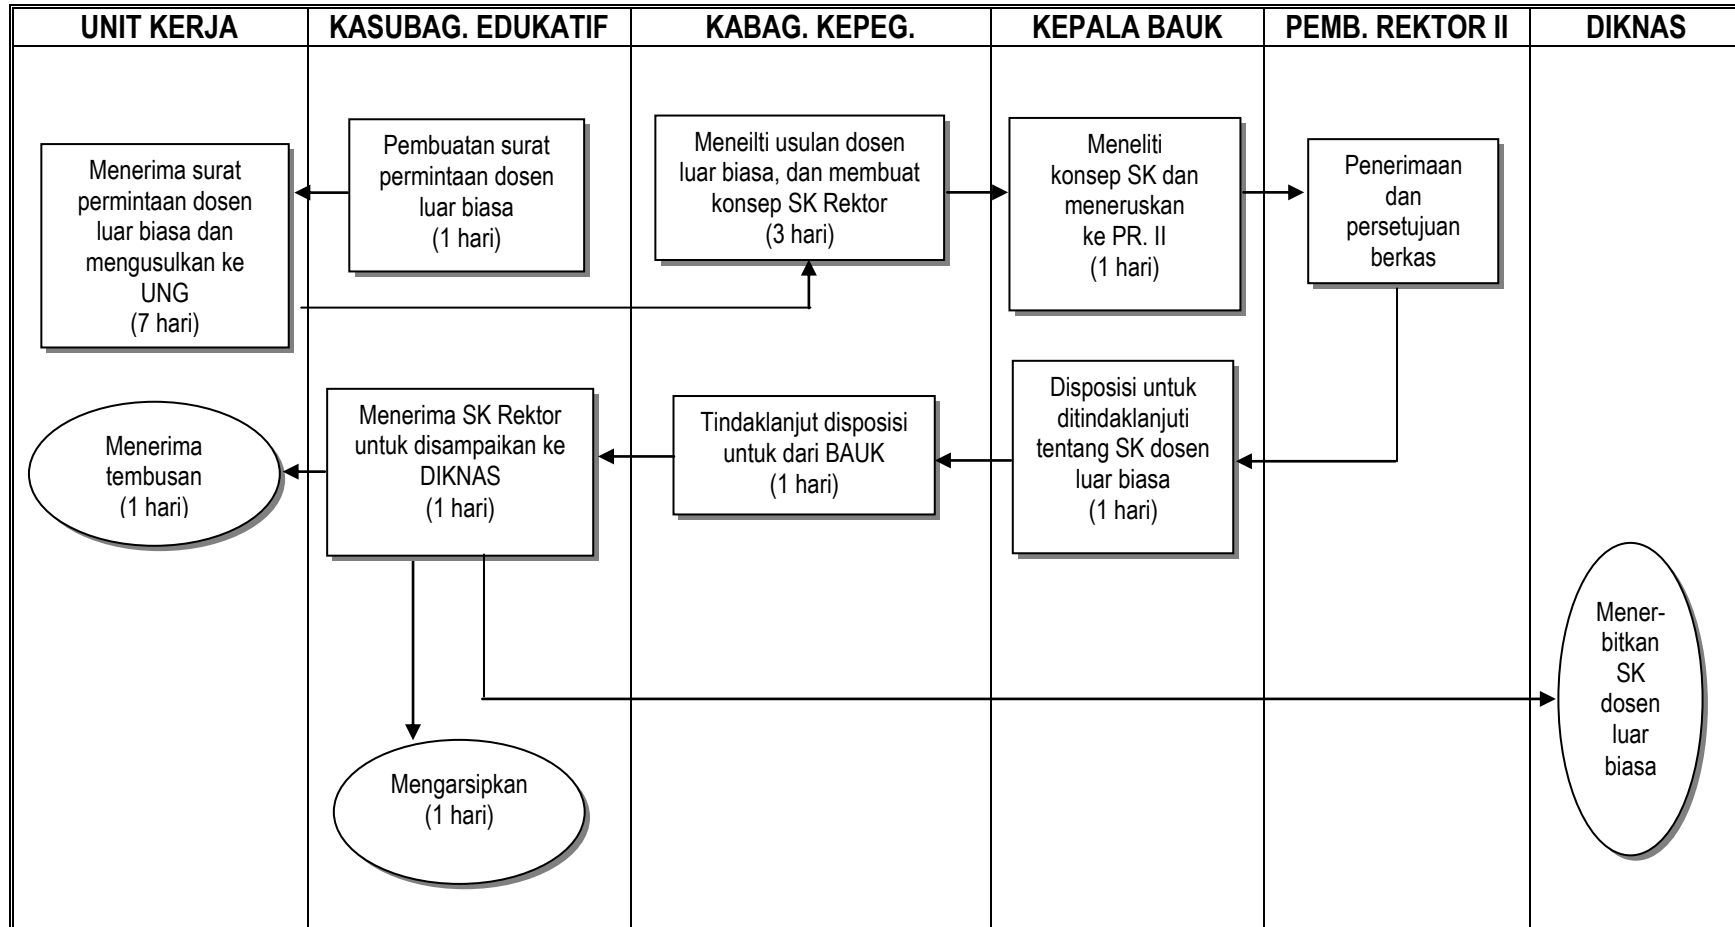 UNIT KERJA
KASUBAG. EDUKATIF
KABAG. KEPEG.
KEPALA BAUK
PEMB. REKTOR II
DIKNAS
Menerima surat
permintaan dosen
luar biasa dan
mengusulkan ke
UNG
(7 hari)
Pembuatan surat
permintaan dosen
luar biasa
(1 hari)
Meneilti usulan dosen
luar biasa, dan membuat
konsep SK Rektor
(3 hari)
Meneliti
konsep SK dan
meneruskan
ke PR. II
(1 hari)
Penerimaan
dan
persetujuan
berkas
Menerima
tembusan
(1 hari)
Menerima SK Rektor
untuk disampaikan ke
DIKNAS
(1 hari)
Tindaklanjut disposisi
untuk dari BAUK
(1 hari)
Disposisi untuk
ditindaklanjuti
tentang SK dosen
luar biasa
(1 hari)
Mener-
bitkan
SK
dosen
luar
biasa
Mengarsipkan
(1 hari)